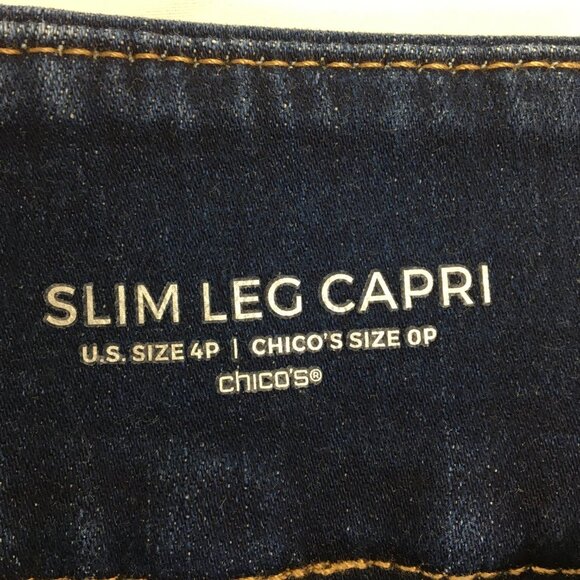 SLIM LEG CAPRI
U.S. SIZE 4P | CHICO'S SIZE 0P
chico's®